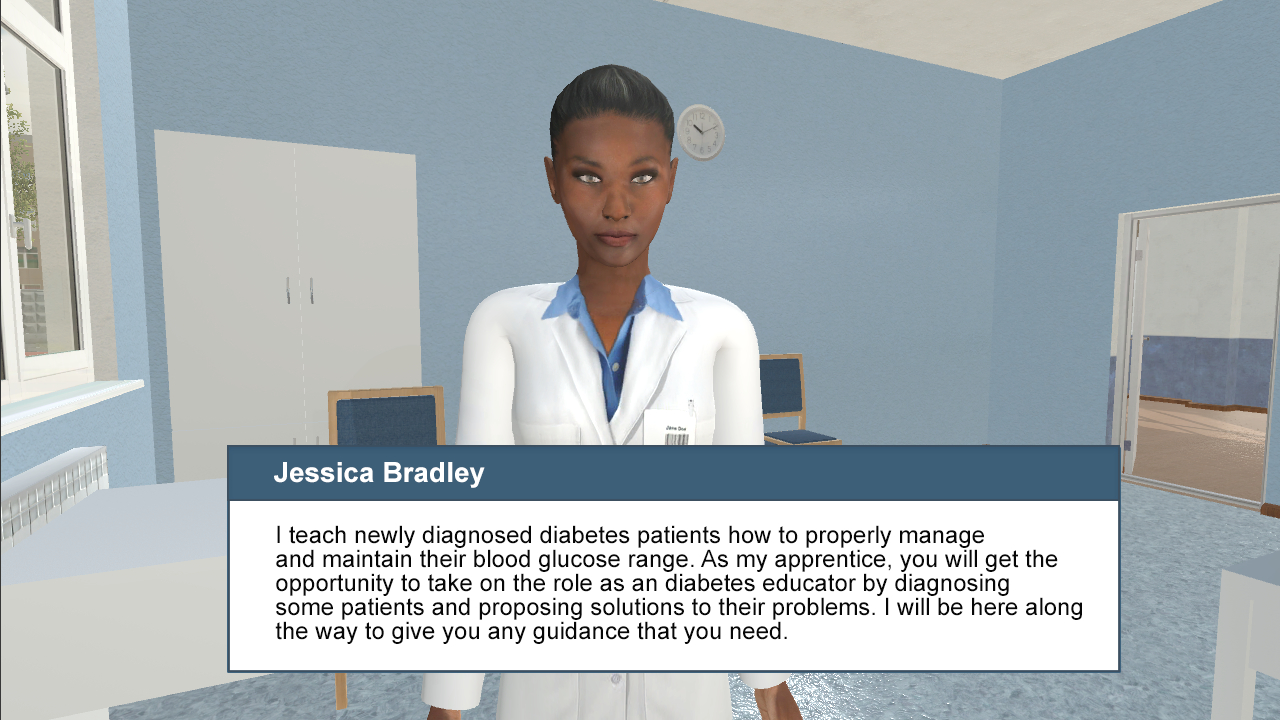 Jane Doe
Jessica Bradley
I teach newly diagnosed diabetes patients how to properly manage
and maintain their blood glucose range. As my apprentice, you will get the
opportunity to take on the role as an diabetes educator by diagnosing
some patients and proposing solutions to their problems. I will be here along
the way to give you any guidance that you need.